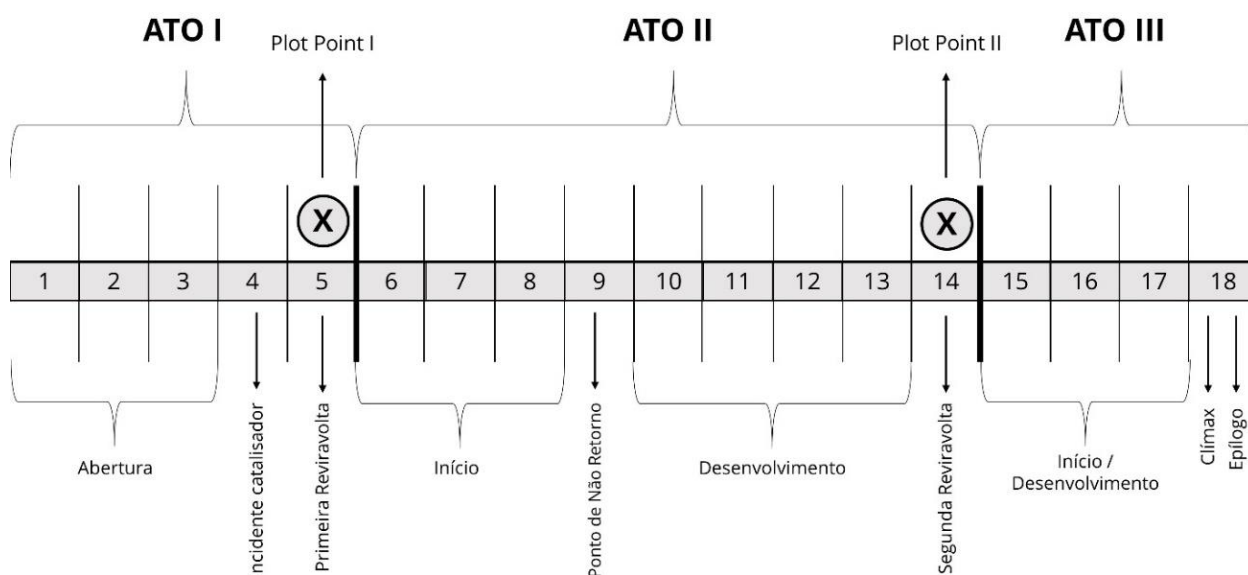 ATO I
Plot Point I
ATO II
Plot Point II
ATO III
X
X
1 2 3 4 5 6 7 8 9 10 11 12 13 14 15 16 17 18
Abertura
ncidente catalisador
Primeira Reviravolta
Início
Ponto de Não Retorno
Desenvolvimento
Segunda Reviravolta
Início /
Desenvolvimento
Clímax
Epílogo